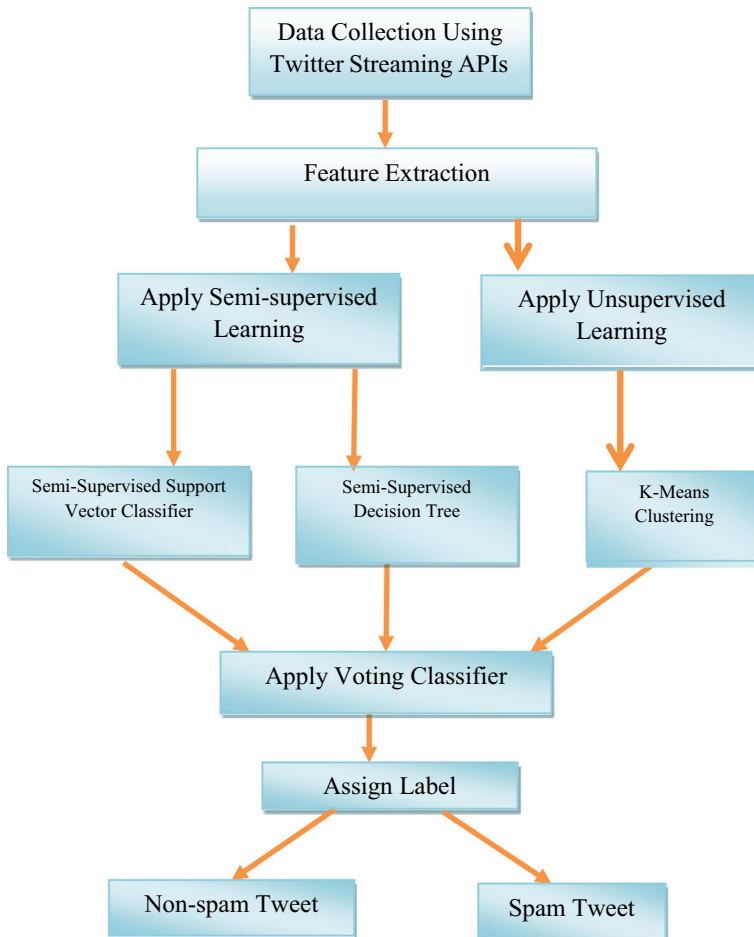 Data Collection Using
Twitter Streaming APIs
Feature Extraction
Apply Semi-supervised
Learning
Apply Unsupervised
Learning
Semi-Supervised Support
Vector Classifier
Semi-Supervised
Decision Tree
K-Means
Clustering
Apply Voting Classifier
Assign Label
Non-spam Tweet
Spam Tweet